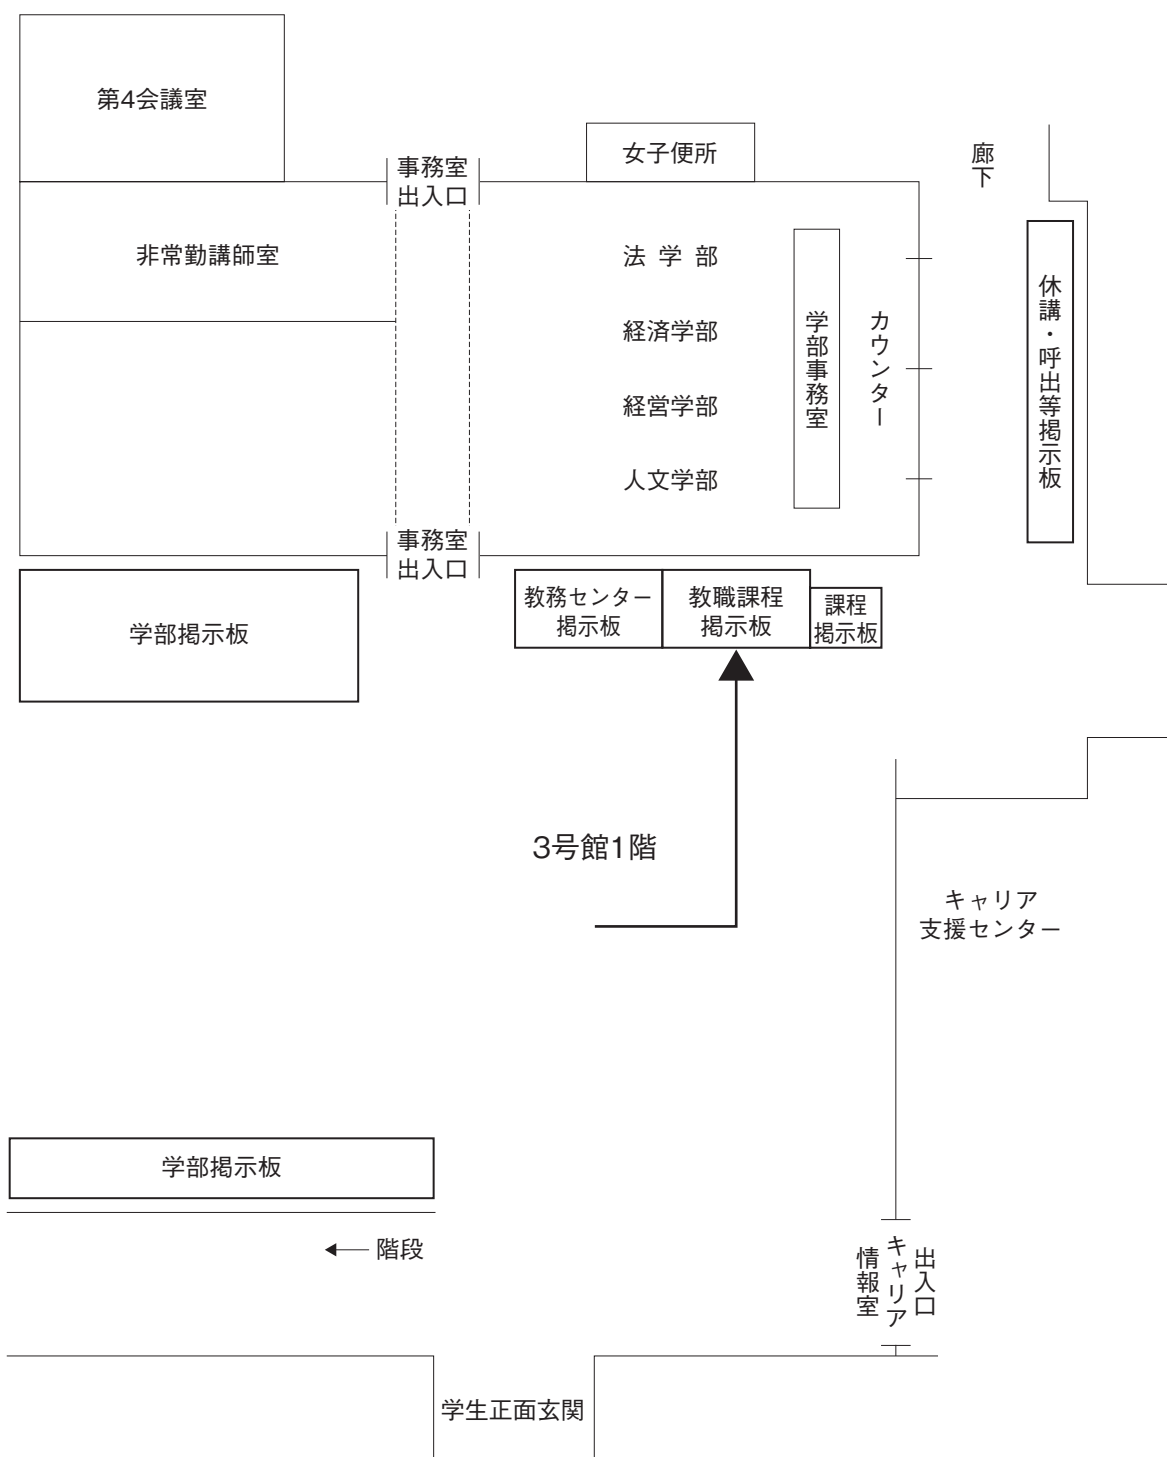 第4会議室
女子便所
廊下
事務室
出入口
非常勤講師室
法学部
経済学部
経営学部
人文学部
学部事務室
カウンター
休講・呼出等掲示板
事務室
出入口
学部掲示板
教務センター
掲示板
教職課程
掲示板
課程
掲示板
3号館1階
キャリア
支援センター
学部掲示板
階段
出入口
キャリア
情報室
学生正面玄関